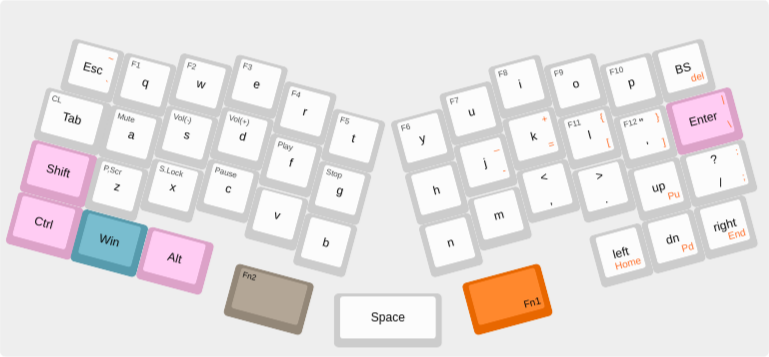 Esc ~ `
F1 q
F2 w
F3 e
F4 r
F5 t
F6 y
F7 u
F8 i
F9 o
F10 p
BS del
CL Tab
Mute a
Vol(-) s
Vol(+) d
Play f
Stop g
h
_ j -
+ k =
F11 { l [
F12 " } ' ]
| Enter \
Shift
P.Scr z
S.Lock x
Pause c
v
b
n
m
< ,
> .
up Pu
? : / ;
Ctrl
Win
Alt
Fn2
Space
Fn1
left Home
dn Pd
right End